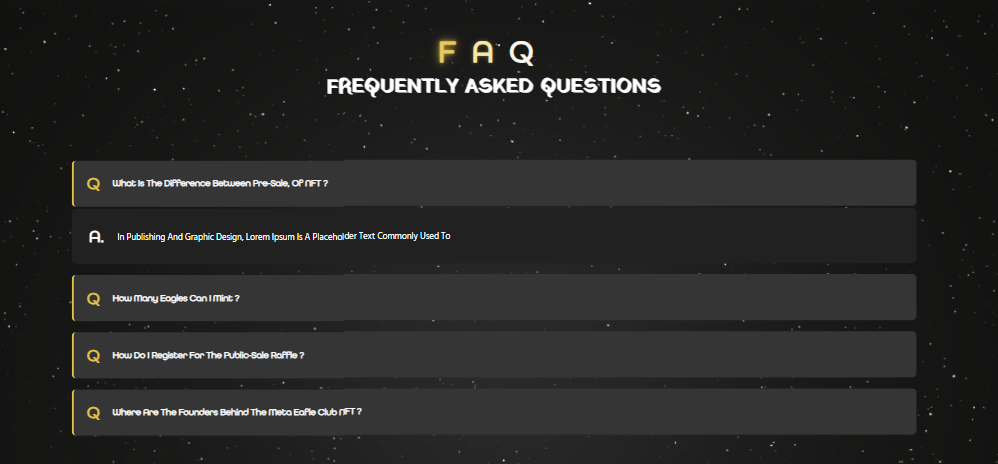 F A Q
FREQUENTLY ASKED QUESTIONS
Q What Is The Difference Between Pre-Sale, Of NFT ?
A. In Publishing And Graphic Design, Lorem Ipsum Is A Placeholder Text Commonly Used To
Q How Many Eagles Can I Mint ?
Q How Do I Register For The Public-Sale Raffle ?
Q Where Are The Founders Behind The Meta Eafle Club NFT ?